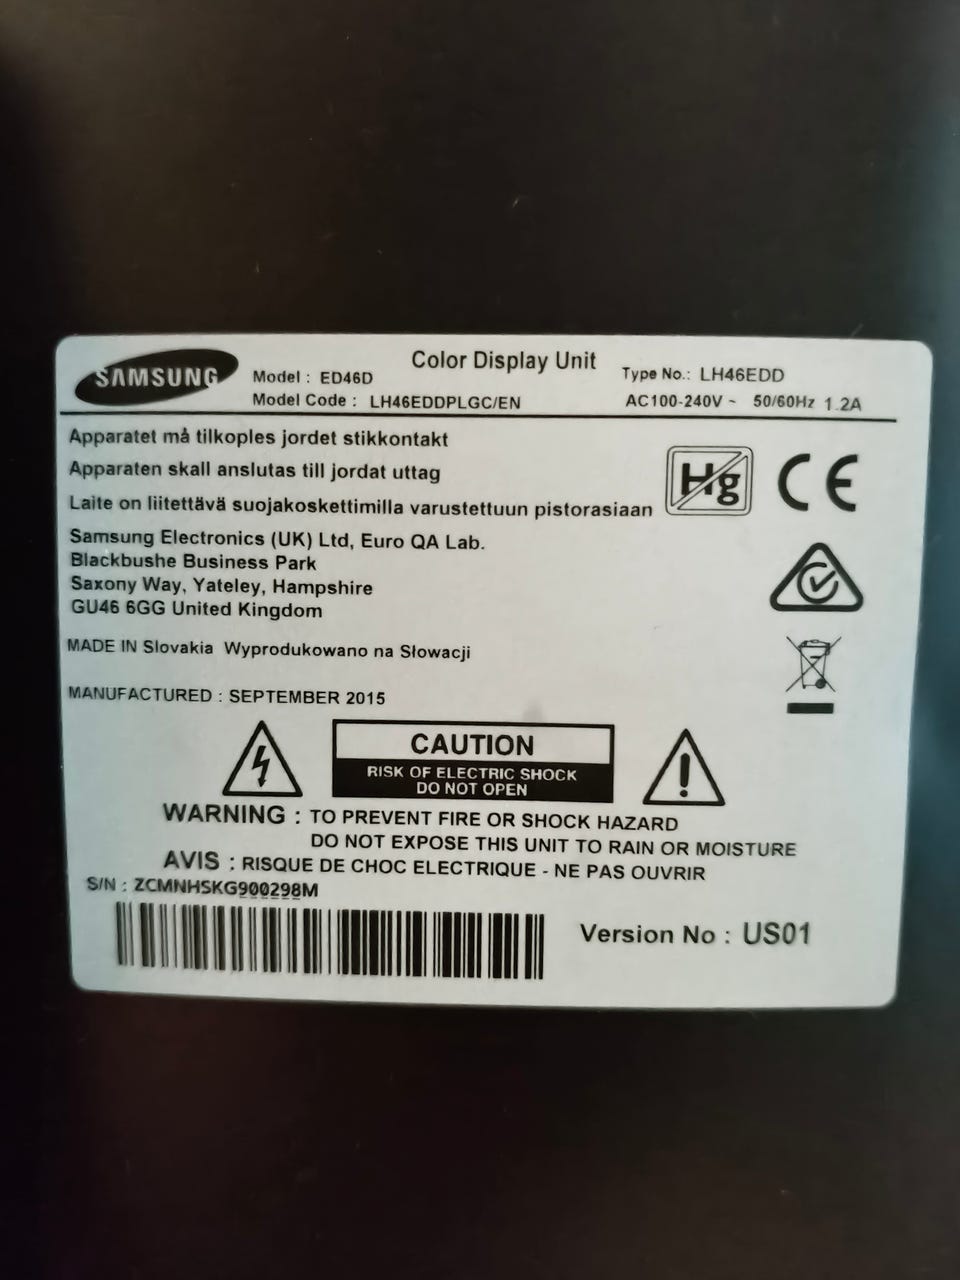 SAMSUNG
Color Display Unit
Model : ED46D
Type No.: LH46EDD
Model Code : LH46EDDPLGC/EN
AC100-240V ~ 50/60Hz 1.2A
Apparatet må tilkoples jordet stikkontakt
Apparaten skall anslutas till jordat uttag
Laite on liitettävä suojakoskettimilla varustettuun pistorasiaan
Hg
CE
Samsung Electronics (UK) Ltd, Euro QA Lab.
Blackbushe Business Park
Saxony Way, Yateley, Hampshire
GU46 6GG United Kingdom
MADE IN Slovakia Wyprodukowano na Słowacji
MANUFACTURED : SEPTEMBER 2015
CAUTION
RISK OF ELECTRIC SHOCK
DO NOT OPEN
WARNING : TO PREVENT FIRE OR SHOCK HAZARD
DO NOT EXPOSE THIS UNIT TO RAIN OR MOISTURE
AVIS : RISQUE DE CHOC ELECTRIQUE - NE PAS OUVRIR
S/N : ZCMNHSKG900298M
Version No : US01